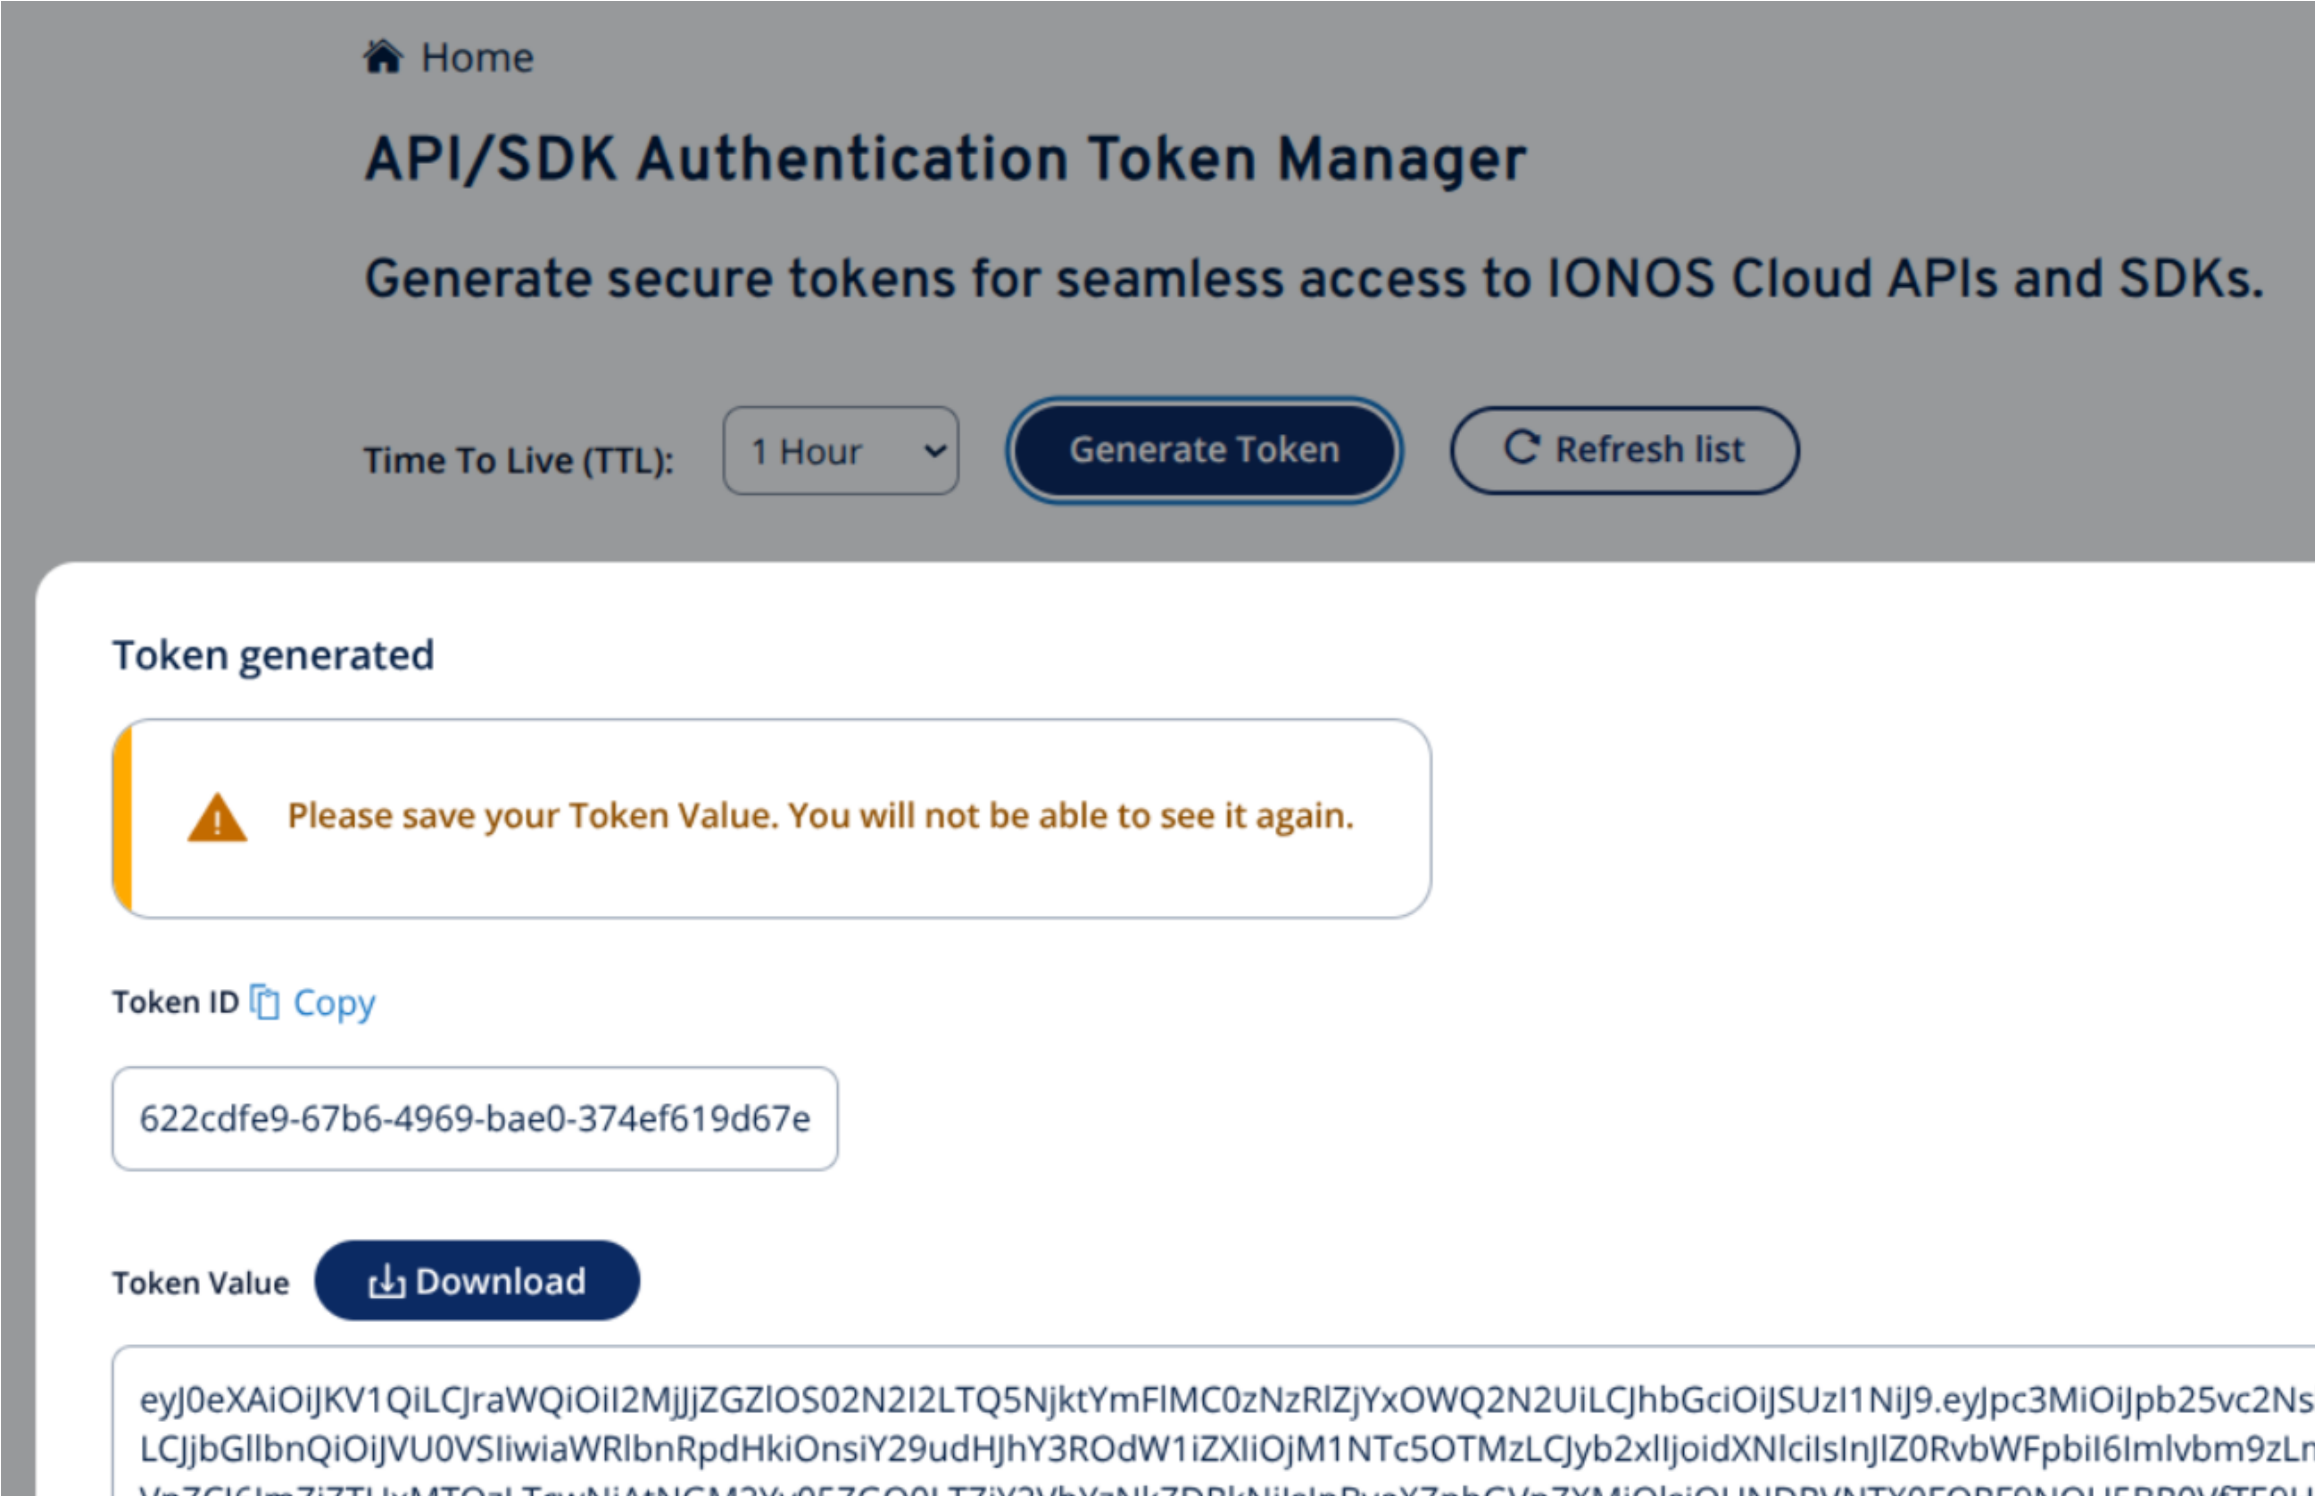 Home
API/SDK Authentication Token Manager
Generate secure tokens for seamless access to IONOS Cloud APIs and SDKs.
Time To Live (TTL): 1 Hour Generate Token Refresh list
Token generated
Please save your Token Value. You will not be able to see it again.
Token ID Copy
622cdfe9-67b6-4969-bae0-374ef619d67e
Token Value Download
eyJ0eXAiOiJKV1QiLCJraWQiOiI2MjJjZGZlOS02N2I2LTQ5NjktYmFlMC0zNzRlZjYxOWQ2N2UiLCJhbGciOiJSUzI1NiJ9.eyJpc3MiOiJpb25vc2Ns
LCJjbGllbnQiOiJVU0VSIiwiaWRlbnRpdHkiOnsiY29udHJhY3ROdW1iZXIiOjM1NTc5OTMzLCJyb2xlIjoidXNlciIsInJlZ0RvbWFpbiI6Imlvbm9zLm